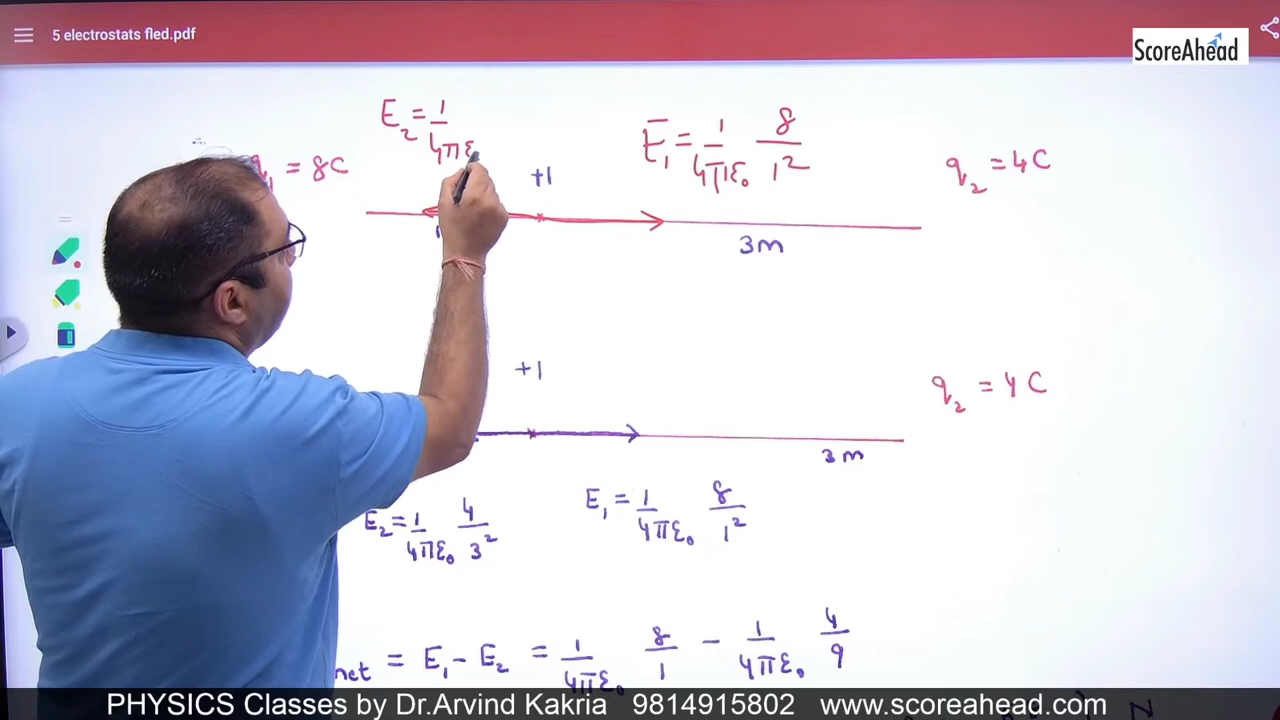 5 electrostats fled.pdf
ScoreAhead
E₂ = 1/4πε
+1
E₁ = 1/4πε₀ 8/1²
q₁ = 8C
q₂ = 4C
3m
+1
q₂ = 4C
3m
E₂ = 1/4πε₀ 4/3²
E₁ = 1/4πε₀ 8/1²
net = E₁ - E₂ = 1/4πε₀ 8/1 - 1/4πε₀ 4/9
N
PHYSICS Classes by Dr.Arvind Kakria 9814915802 www.scoreahead.com